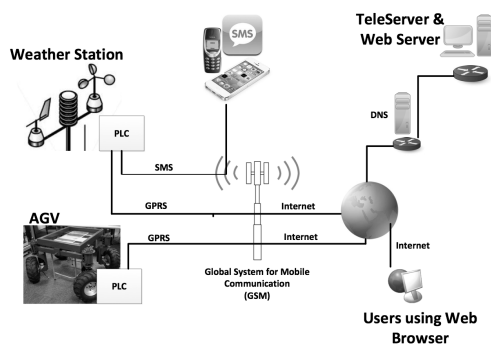 TeleServer &
Web Server
Weather Station
SMS
PLC
DNS
SMS
GPRS
Internet
AGV
GPRS
Internet
Internet
PLC
Global System for Mobile
Communication
(GSM)
Users using Web
Browser